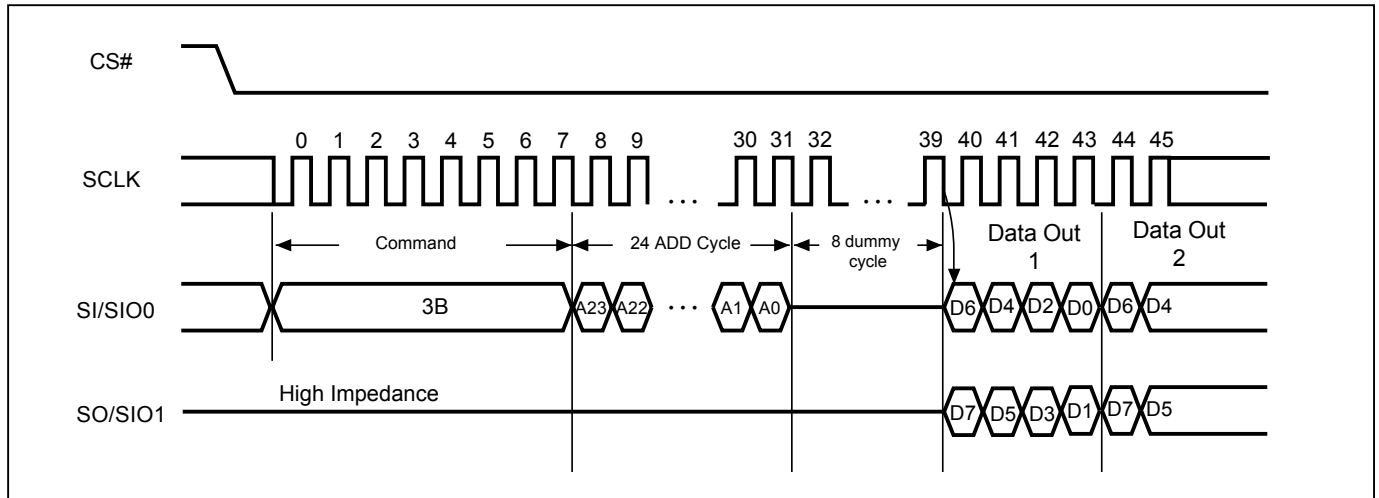 CS#
0 1 2 3 4 5 6 7 8 9 30 31 32 39 40 41 42 43 44 45
SCLK
... ...
Command 24 ADD Cycle 8 dummy cycle Data Out 1 Data Out 2
SI/SIO0 3B A23 A22 ... A1 A0 D6 D4 D2 D0 D6 D4
High Impedance
SO/SIO1 D7 D5 D3 D1 D7 D5